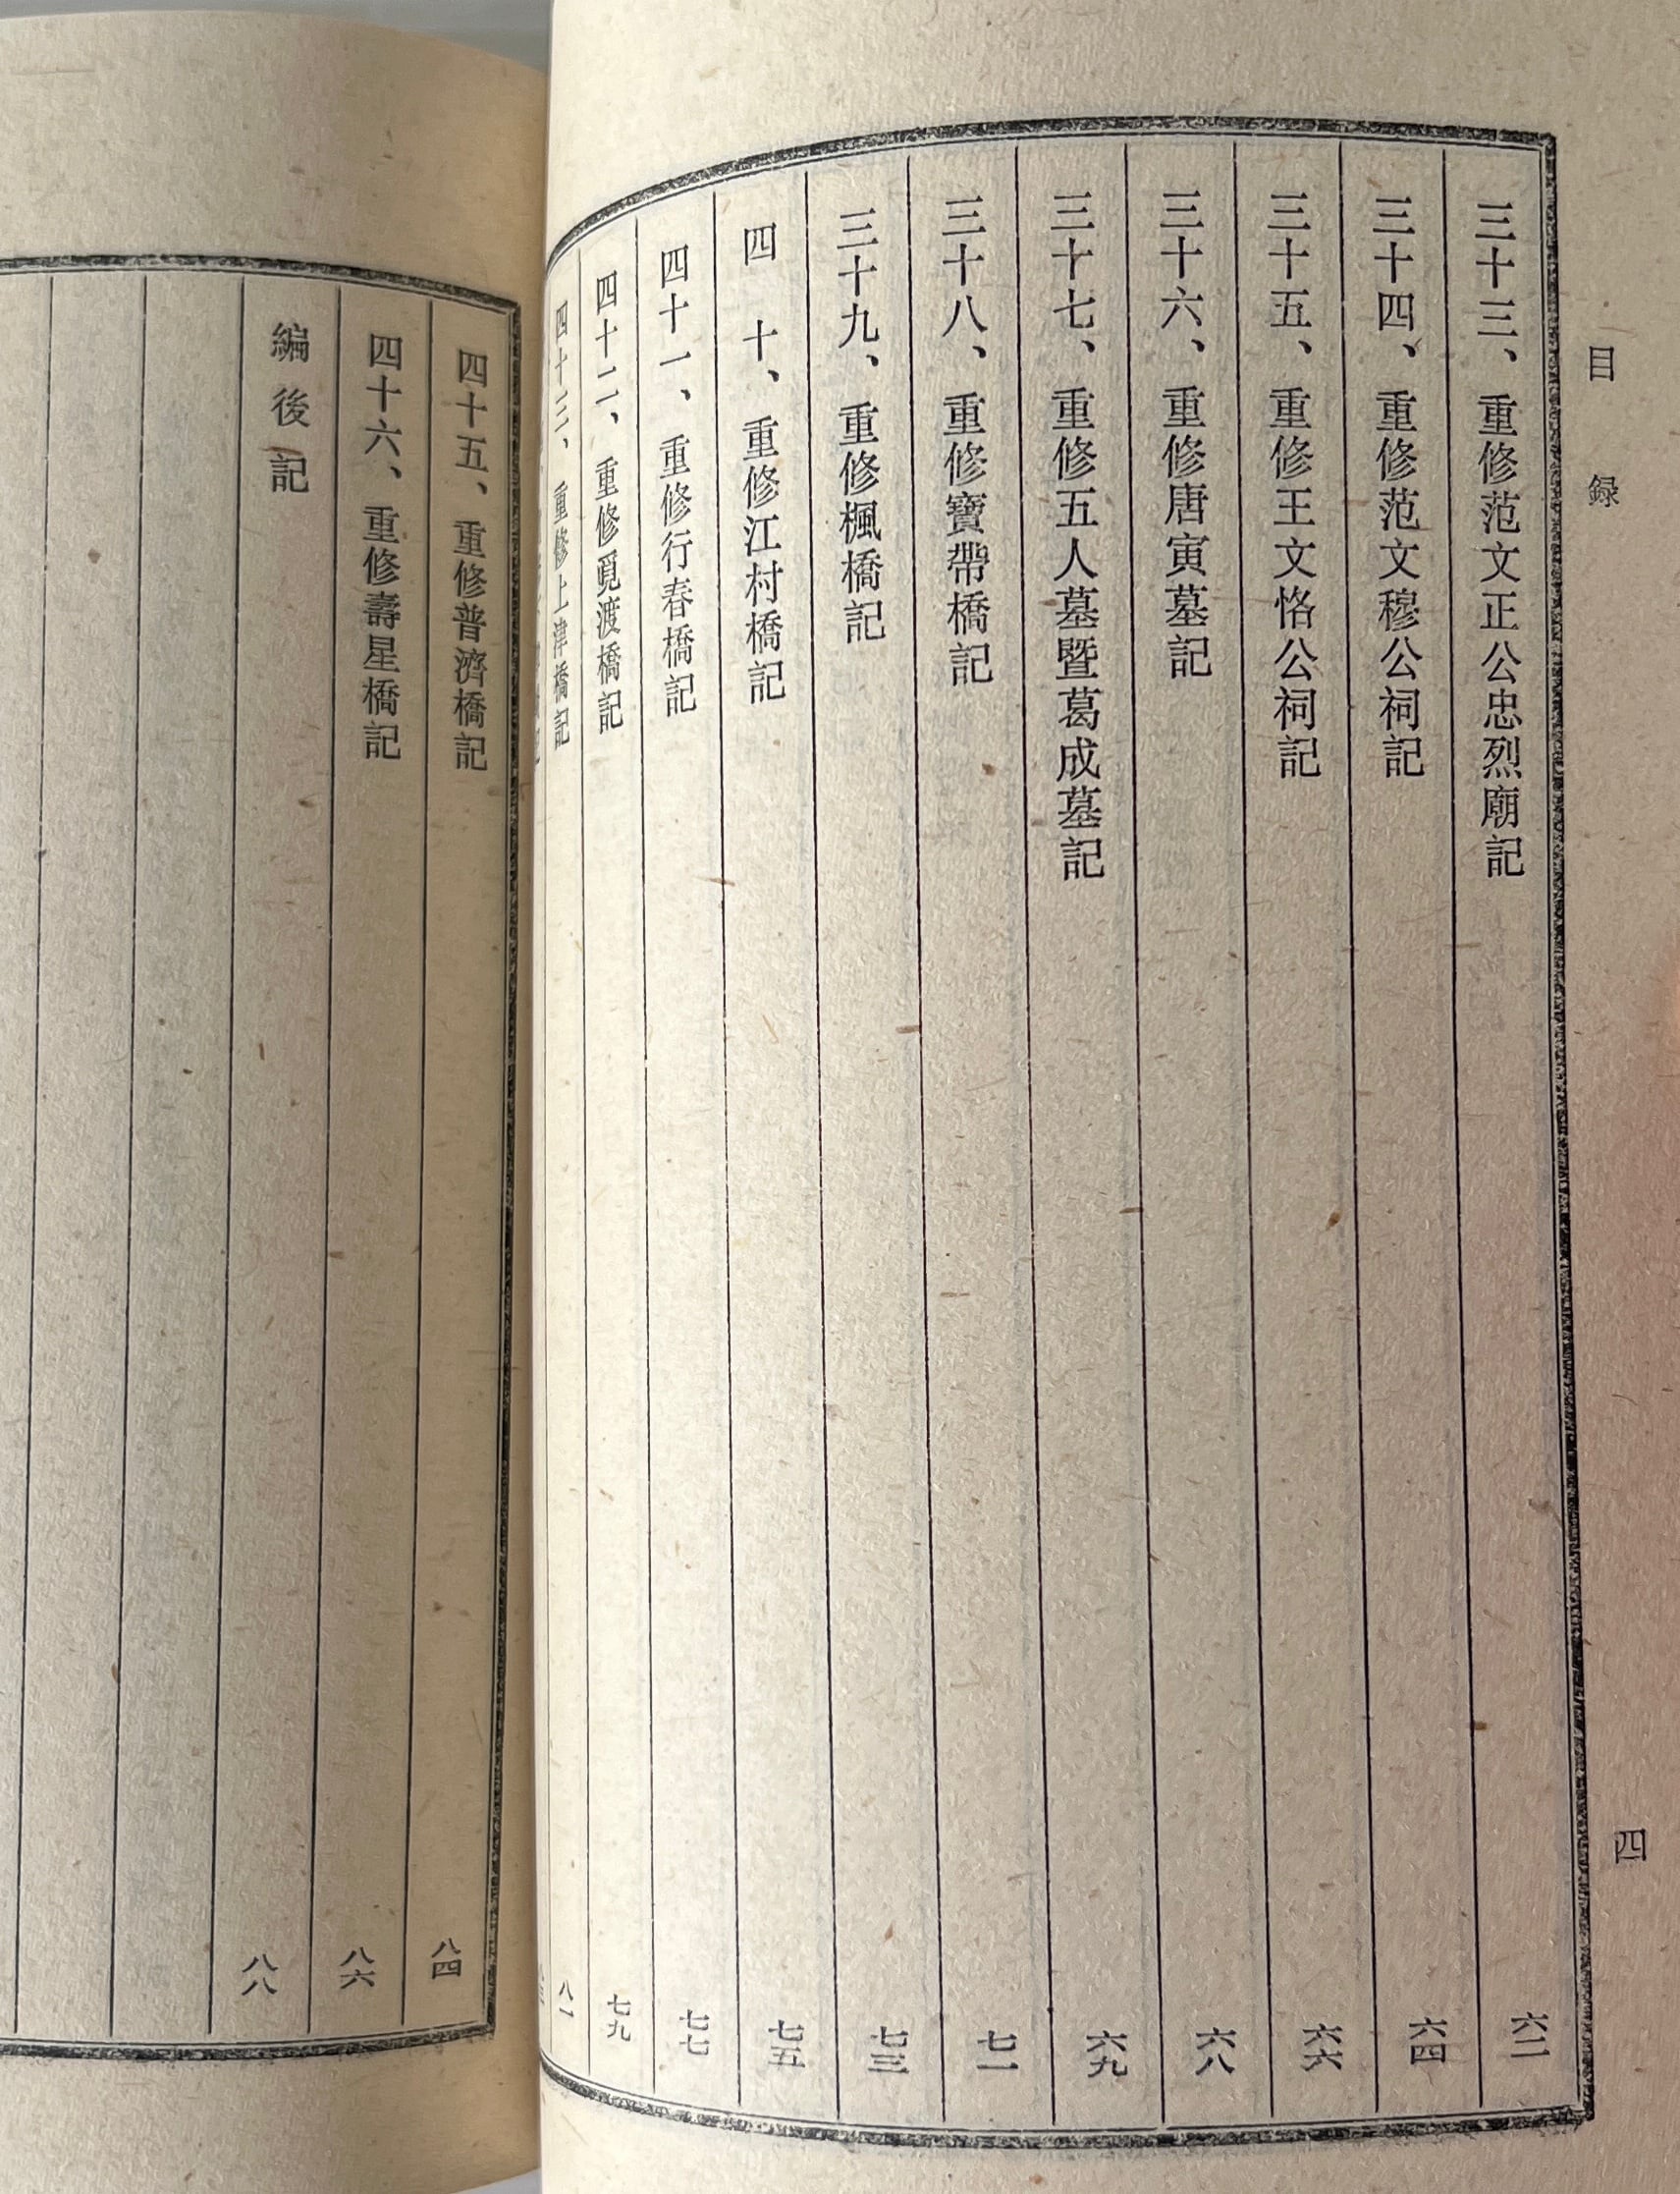 目録
四
三十三、重修范文正公忠烈廟記 六二
三十四、重修范文穆公祠記 六四
三十五、重修王文恪公祠記 六六
三十六、重修唐寅墓記 六八
三十七、重修五人墓暨葛成墓記 六九
三十八、重修寶帶橋記 七一
三十九、重修楓橋記 七三
四十、重修江村橋記 七五
四十一、重修行春橋記 七七
四十二、重修覓渡橋記 七九
四十三、重修上津橋記 八一
四十五、重修普濟橋記 八四
四十六、重修壽星橋記 八六
編後記 八八